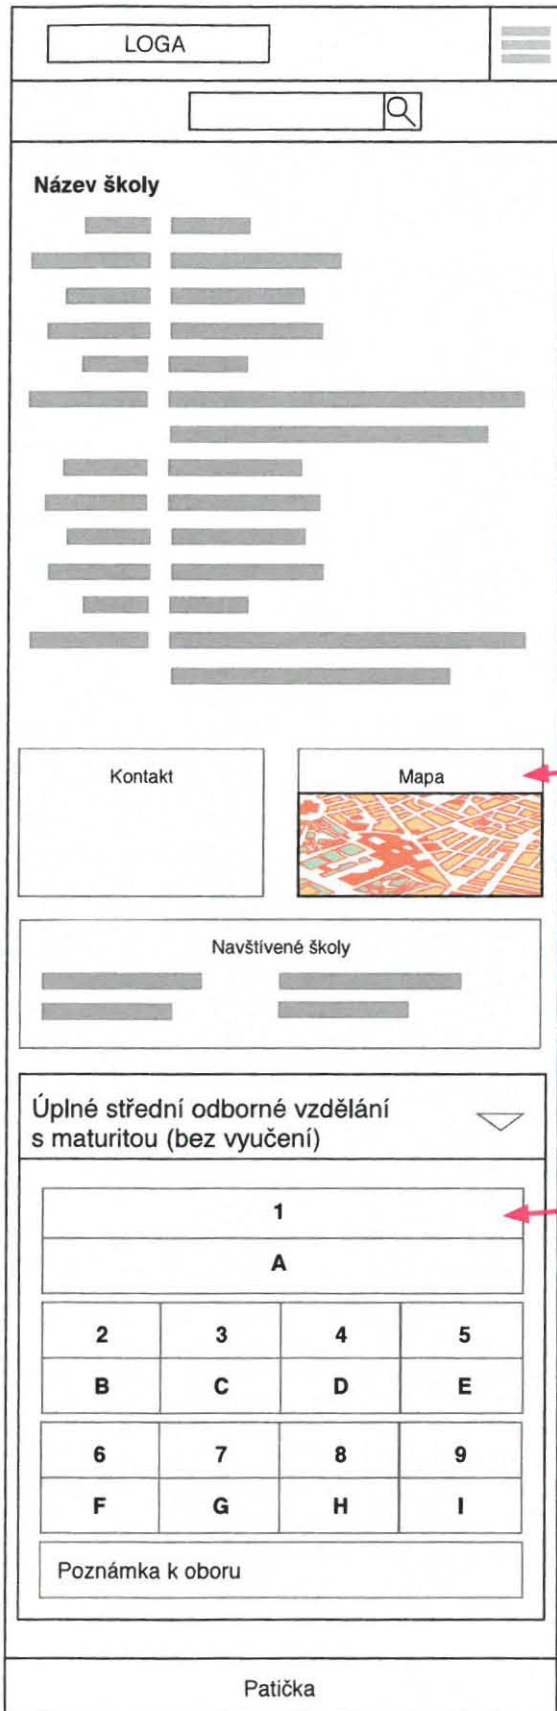 LOGA
Název školy
Kontakt
Mapa
Navštívené školy
Úplné střední odborné vzdělání
s maturitou (bez vyučení)
1
A
2 3 4 5
B C D E
6 7 8 9
F G H I
Poznámka k oboru
Patička